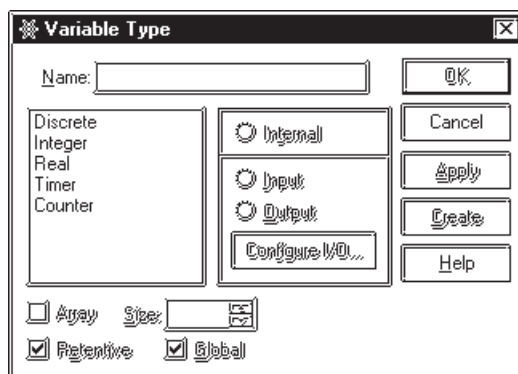 Variable Type
Name:
OK
Discrete
Integer
Real
Timer
Counter
Internal
Input
Output
Configure I/O...
Cancel
Apply
Create
Help
Array Size:
Retentive Global